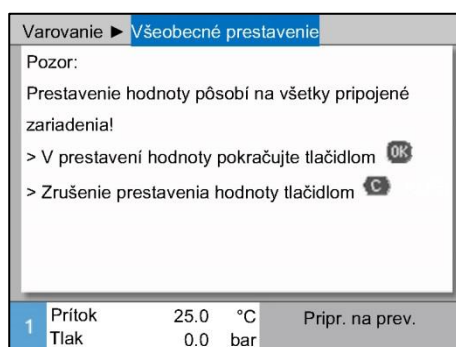 Varovanie ► Všeobecné prestavenie
Pozor:
Prestavenie hodnoty pôsobí na všetky pripojené
zariadenia!
> V prestavení hodnoty pokračujte tlačidlom OK
> Zrušenie prestavenia hodnoty tlačidlom C
1 Prítok 25.0 °C Pripr. na prev.
Tlak 0.0 bar